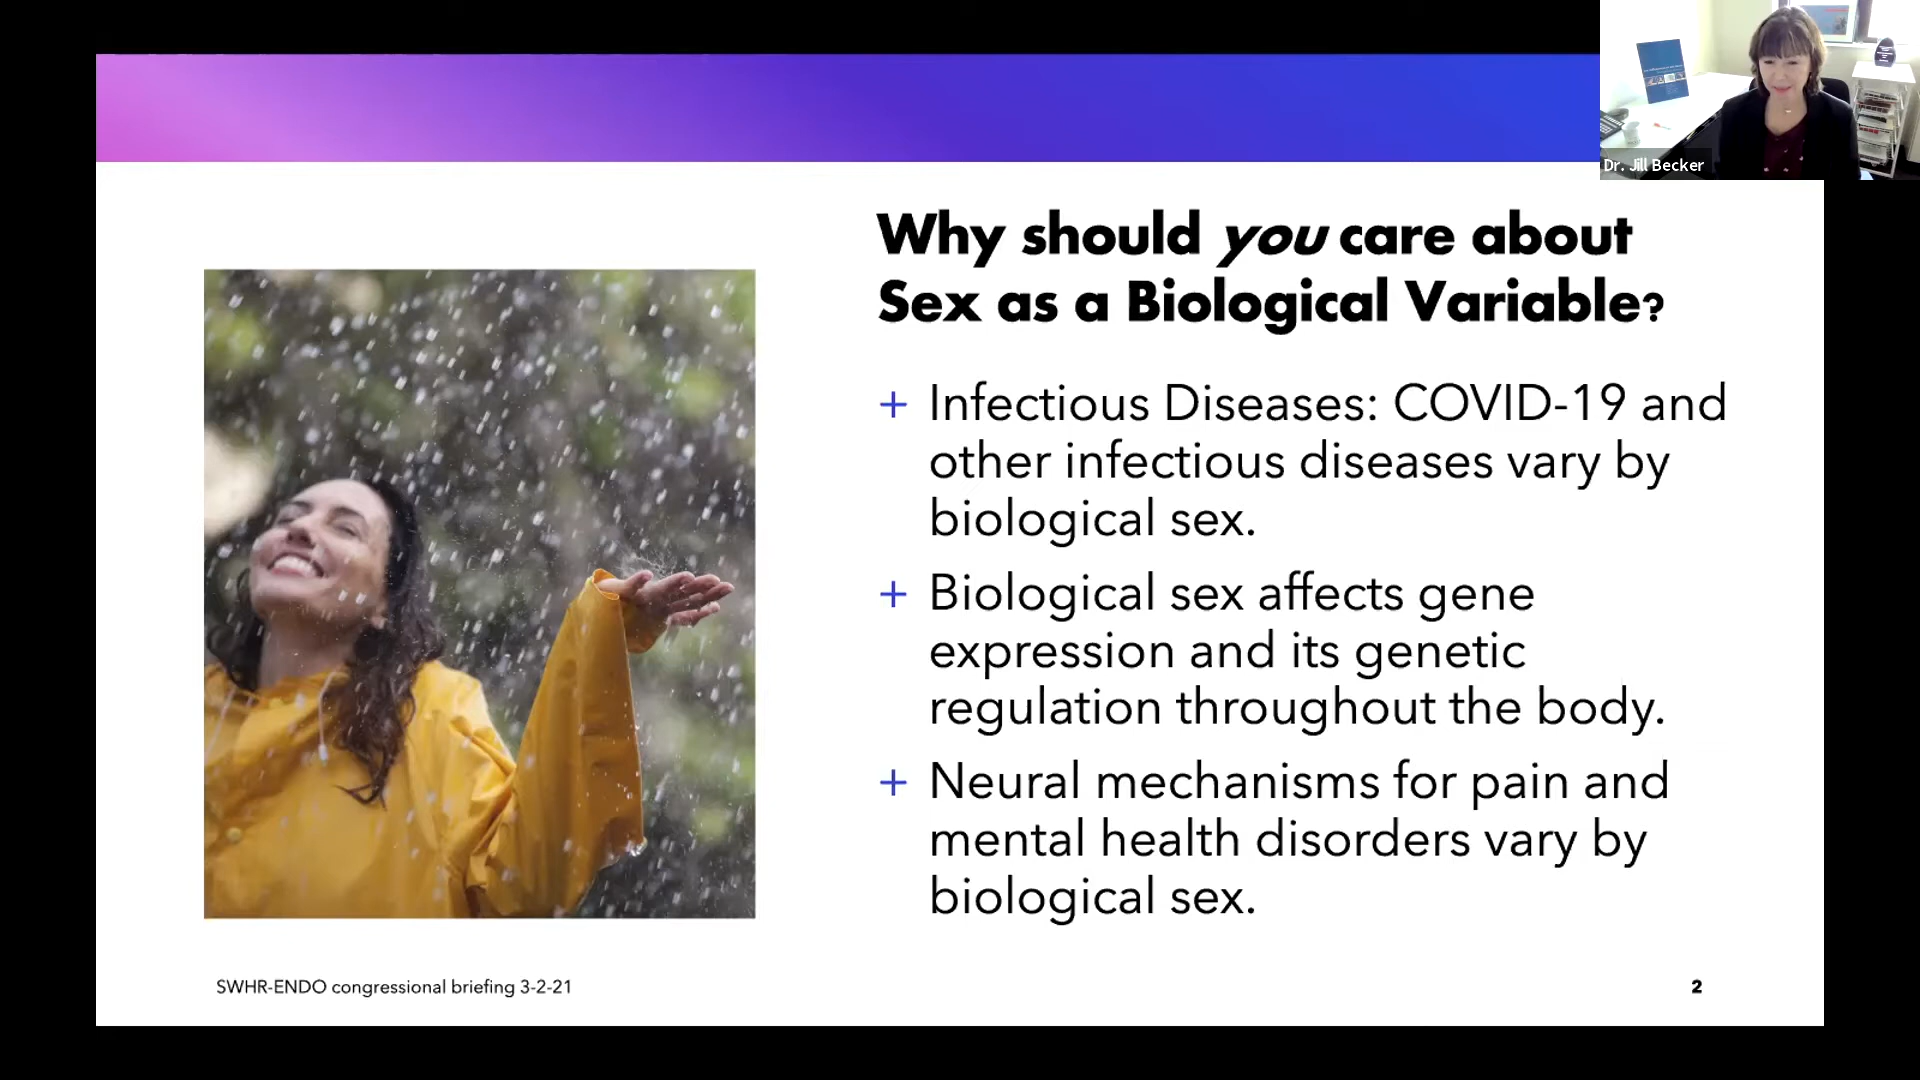 Dr. Jill Becker
Why should you care about
Sex as a Biological Variable?
+ Infectious Diseases: COVID-19 and
other infectious diseases vary by
biological sex.
+ Biological sex affects gene
expression and its genetic
regulation throughout the body.
+ Neural mechanisms for pain and
mental health disorders vary by
biological sex.
SWHR-ENDO congressional briefing 3-2-21
2